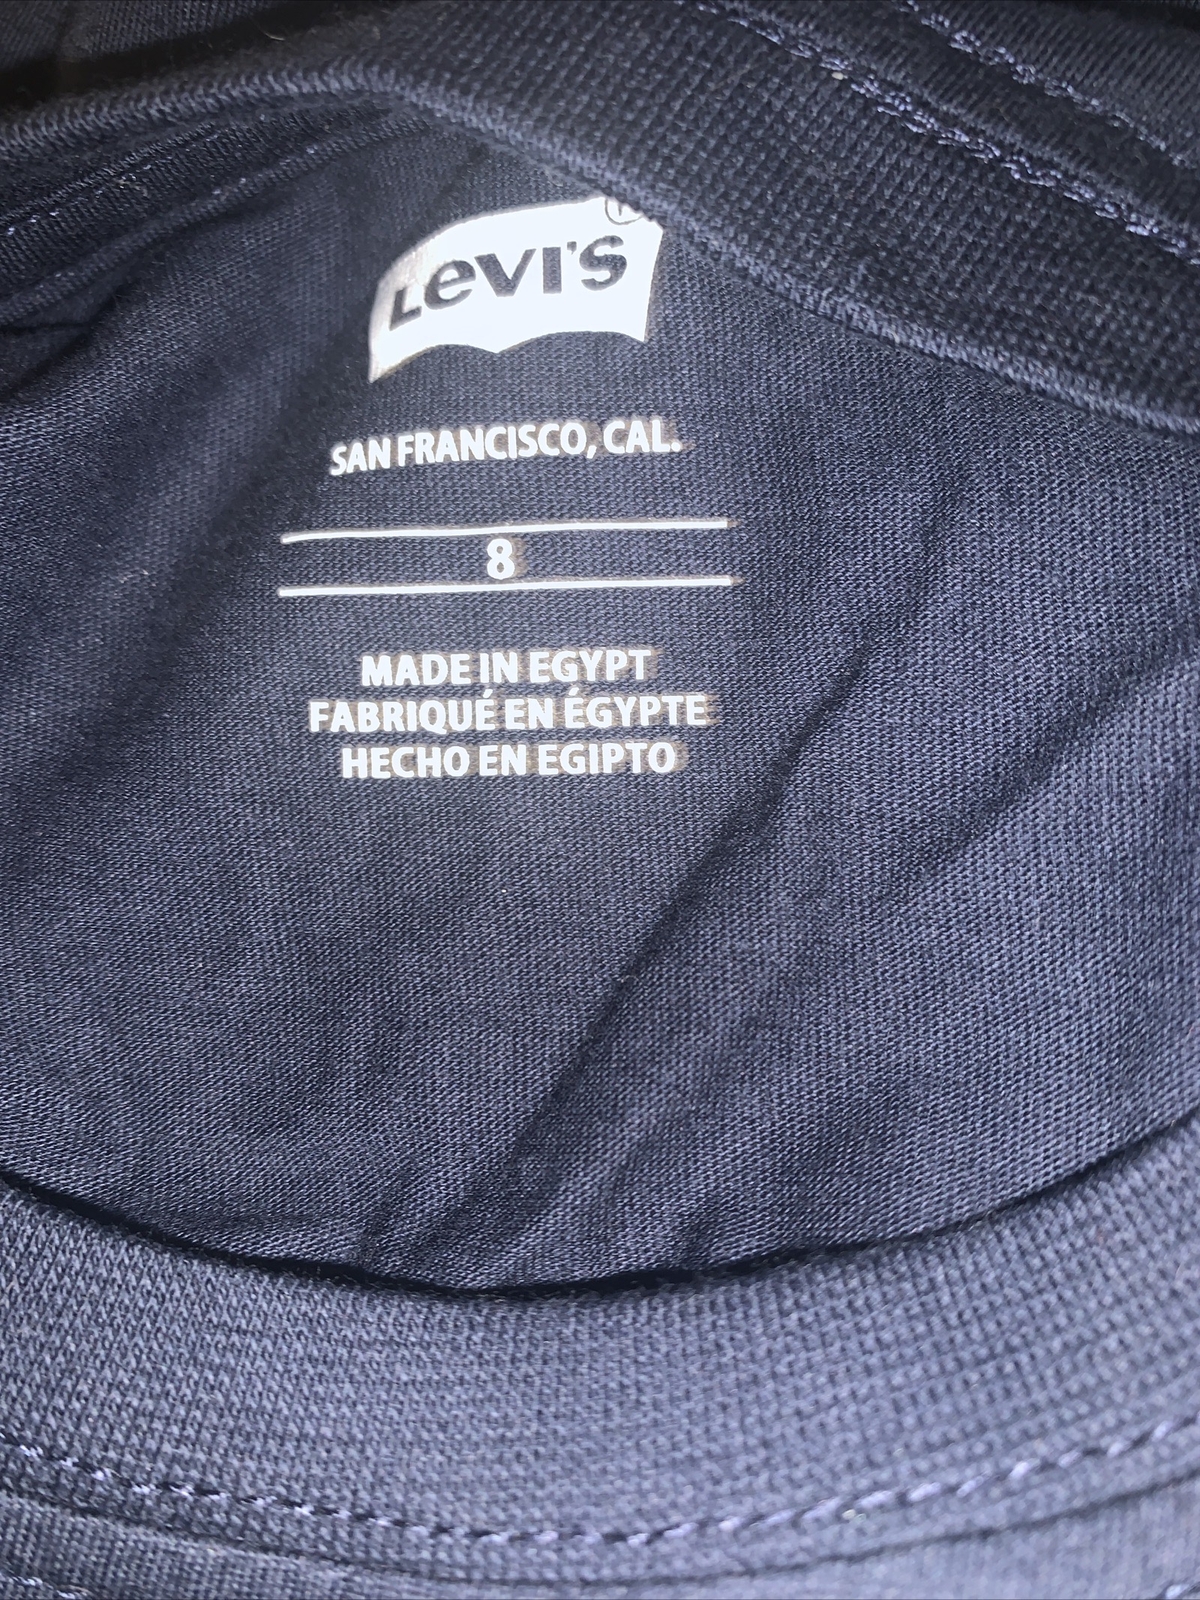 Levi's
SAN FRANCISCO, CAL.
8
MADE IN EGYPT
FABRIQUÉ EN ÉGYPTE
HECHO EN EGIPTO